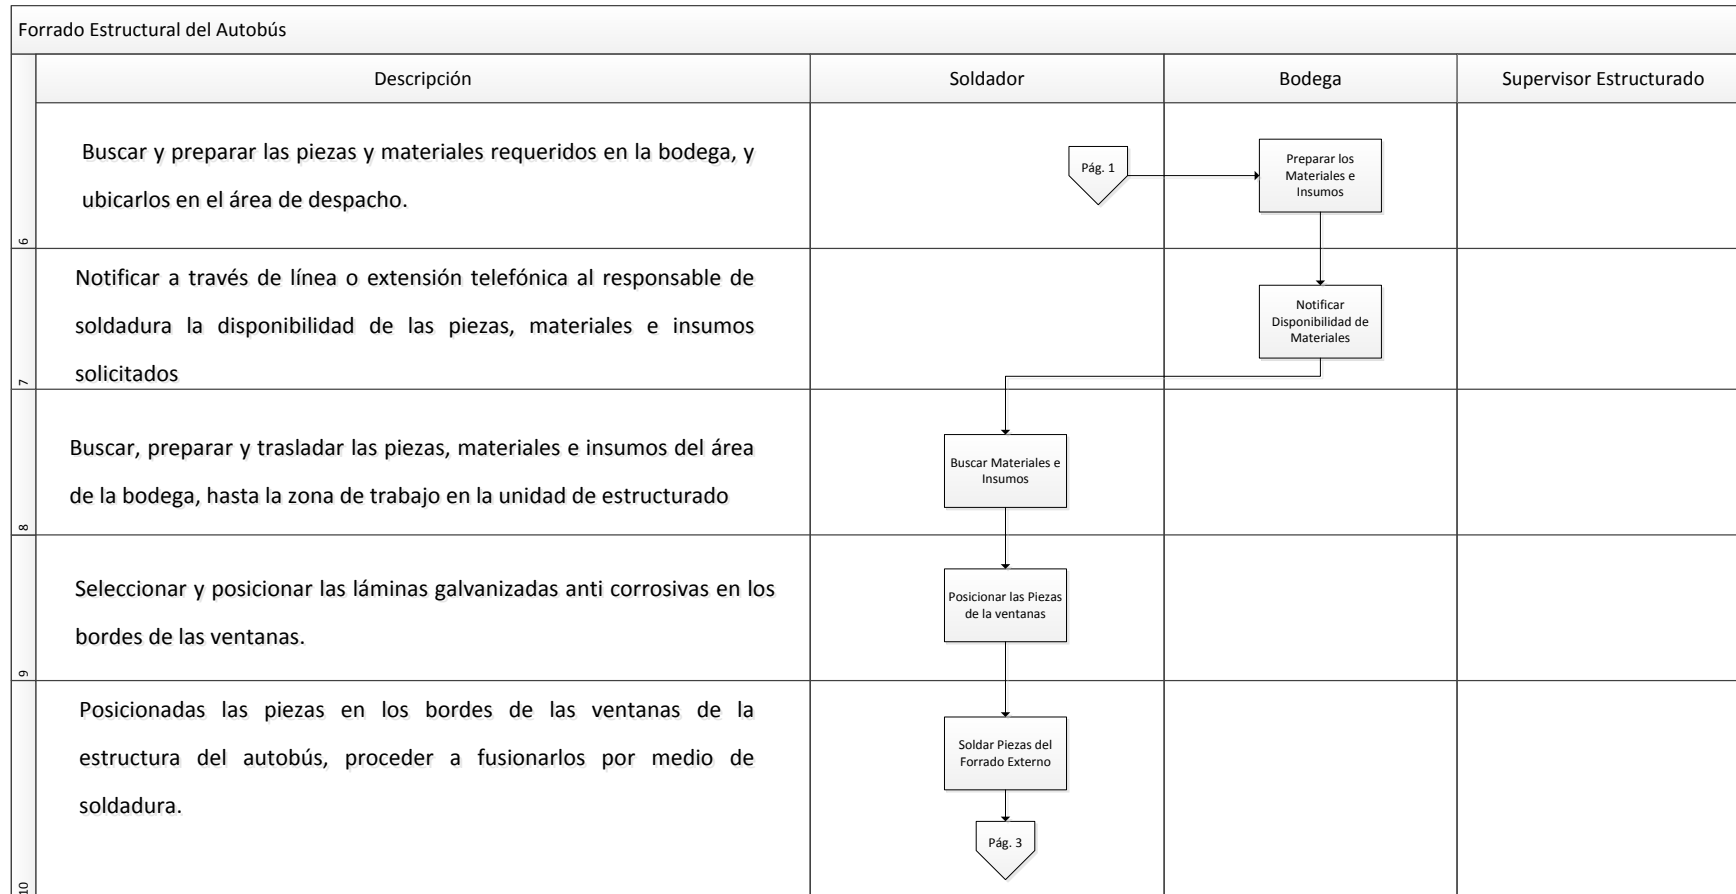 Forrado Estructural del Autobús
Descripción
Soldador
Bodega
Supervisor Estructurado
6
Buscar y preparar las piezas y materiales requeridos en la bodega, y
ubicarlos en el área de despacho.
Pág. 1
Preparar los
Materiales e
Insumos
7
Notificar a través de línea o extensión telefónica al responsable de
soldadura la disponibilidad de las piezas, materiales e insumos
solicitados
Notificar
Disponibilidad de
Materiales
8
Buscar, preparar y trasladar las piezas, materiales e insumos del área
de la bodega, hasta la zona de trabajo en la unidad de estructurado
Buscar Materiales e
Insumos
9
Seleccionar y posicionar las láminas galvanizadas anti corrosivas en los
bordes de las ventanas.
Posicionar las Piezas
de la ventanas
10
Posicionadas las piezas en los bordes de las ventanas de la
estructura del autobús, proceder a fusionarlos por medio de
soldadura.
Soldar Piezas del
Forrado Externo
Pág. 3